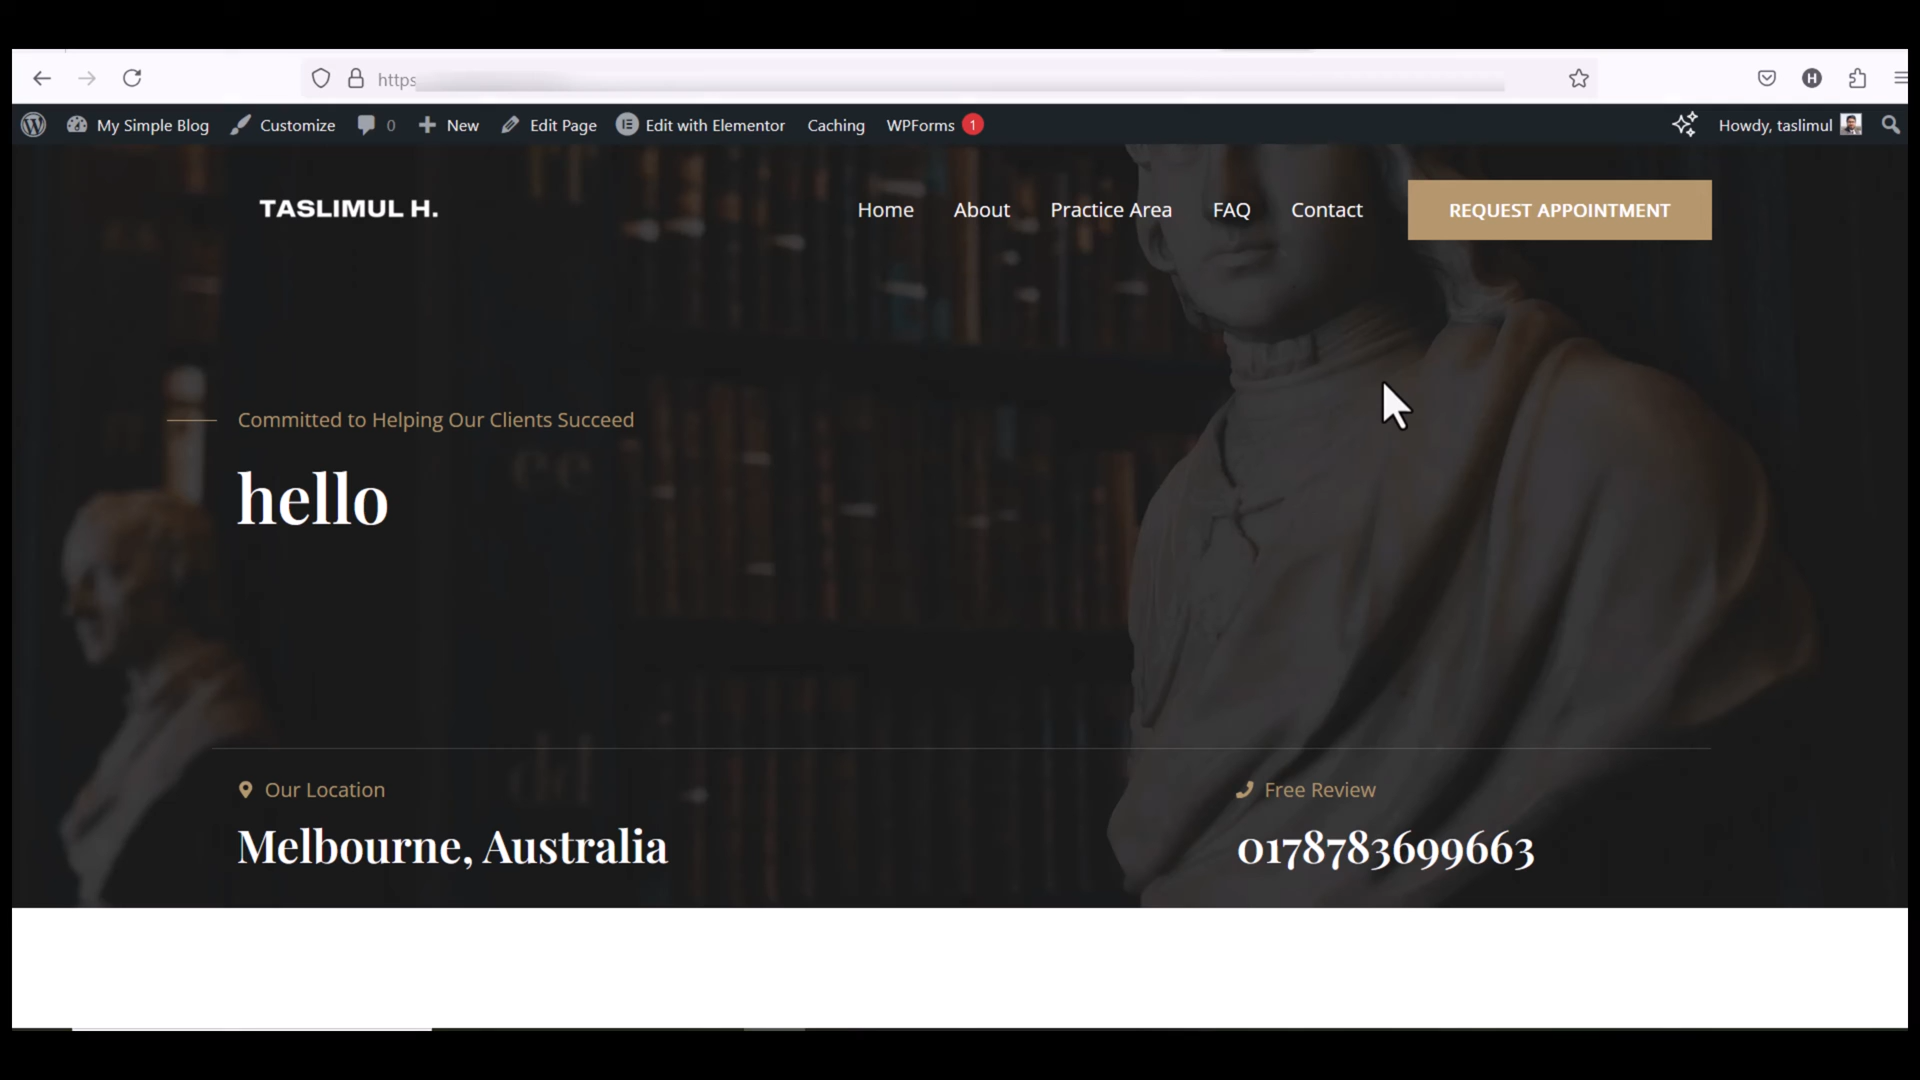 https
My Simple Blog Customize 0 New Edit Page Edit with Elementor Caching WPForms 1 Howdy, taslimul
TASLIMUL H. Home About Practice Area FAQ Contact REQUEST APPOINTMENT
Committed to Helping Our Clients Succeed
hello
Our Location
Melbourne, Australia
Free Review
0178783699663